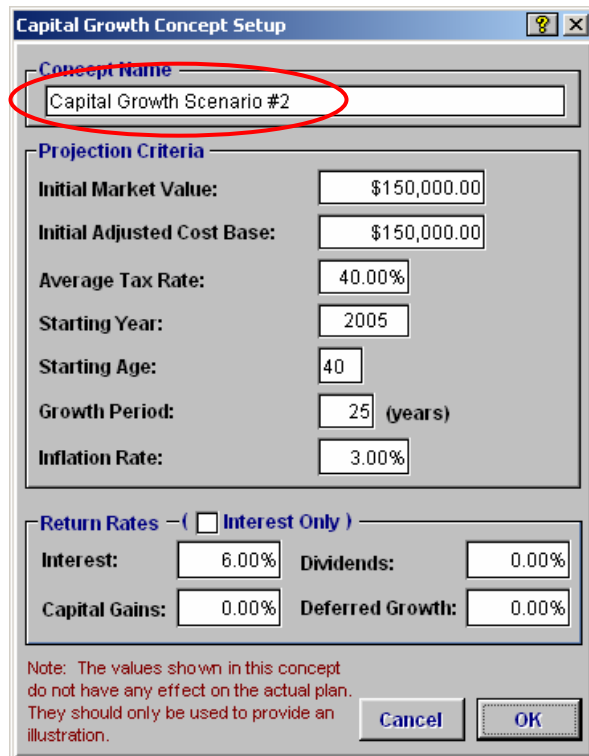 Capital Growth Concept Setup ? X
Concept Name
Capital Growth Scenario #2
Projection Criteria
Initial Market Value: $150,000.00
Initial Adjusted Cost Base: $150,000.00
Average Tax Rate: 40.00%
Starting Year: 2005
Starting Age: 40
Growth Period: 25 (years)
Inflation Rate: 3.00%
Return Rates ( Interest Only )
Interest: 6.00% Dividends: 0.00%
Capital Gains: 0.00% Deferred Growth: 0.00%
Note: The values shown in this concept
do not have any effect on the actual plan.
They should only be used to provide an
illustration.
Cancel OK